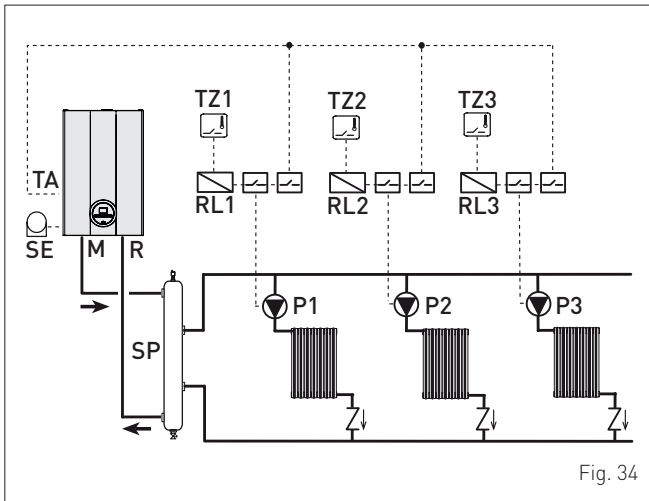 TZ1 TZ2 TZ3
TA
RL1 RL2 RL3
SE M R
P1 P2 P3
SP
Fig. 34